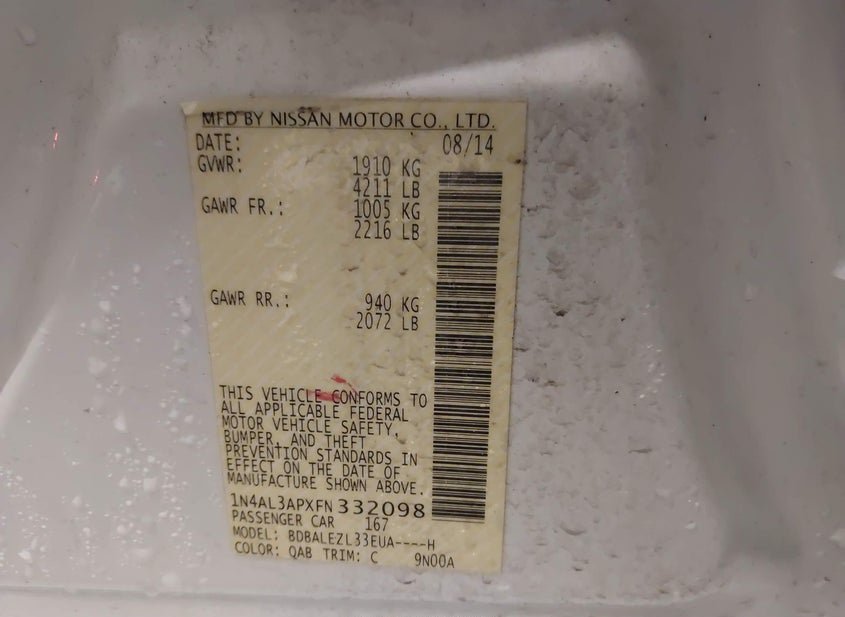 MFD BY NISSAN MOTOR CO., LTD.
DATE: 08/14
GVWR: 1910 KG
4211 LB
GAWR FR.: 1005 KG
2216 LB
GAWR RR.: 940 KG
2072 LB
THIS VEHICLE CONFORMS TO
ALL APPLICABLE FEDERAL
MOTOR VEHICLE SAFETY,
BUMPER, AND THEFT
PREVENTION STANDARDS IN
EFFECT ON THE DATE OF
MANUFACTURE SHOWN ABOVE.
1N4AL3APXFN 332098
PASSENGER CAR 167
MODEL: BDBALEZL33EUA----H
COLOR: QAB TRIM: C 9N00A